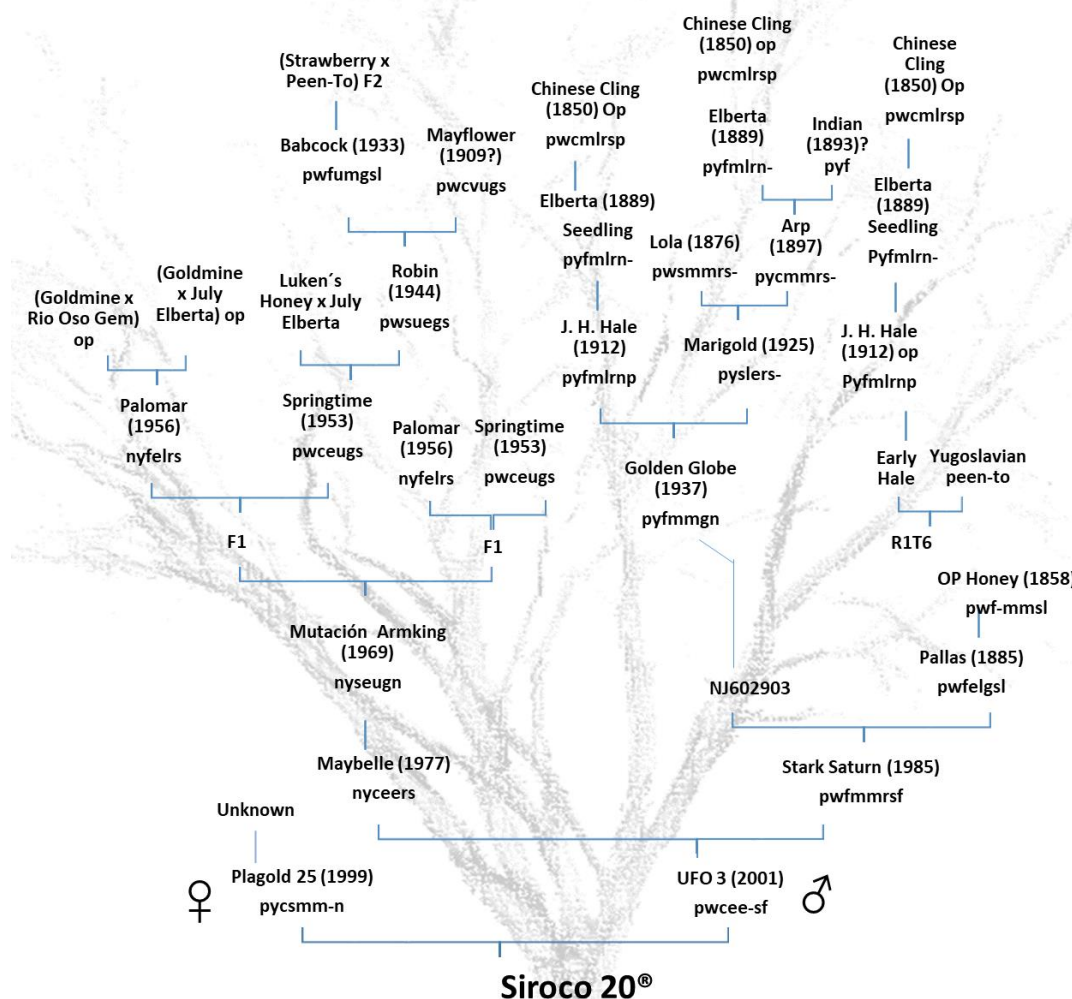 Chinese Cling
(1850) op
pwcmlrsp
Chinese
Cling
(1850) Op
pwcmlrsp
(Strawberry x
Peen-To) F2
Chinese Cling
(1850) Op
pwcmlrsp
Elberta
(1889)
pyfmlrn-
Indian
(1893)?
pyf
Babcock (1933)
pwfumgsl
Mayflower
(1909?)
pwcvugs
Elberta (1889)
Seedling
pyfmlrn-
Elberta
(1889)
Seedling
Pyfmlrn-
Lola (1876)
pwsmmrs-
Arp
(1897)
pycmmrs-
(Goldmine x
Rio Oso Gem)
op
(Goldmine
x July
Elberta) op
Luken´s
Honey x July
Elberta
Robin
(1944)
pwsuegs
J. H. Hale
(1912)
pyfmlrnp
Marigold (1925)
pyslers-
J. H. Hale
(1912) op
Pyfmlrnp
Palomar
(1956)
nyfelrs
Springtime
(1953)
pwceugs
Palomar
(1956)
nyfelrs
Springtime
(1953)
pwceugs
Golden Globe
(1937)
pyfmmgn
Early
Hale
Yugoslavian
peen-to
F1
F1
R1T6
OP Honey (1858)
pwf-mmsl
Mutación Armking
(1969)
nyseugn
Pallas (1885)
pwfelgsl
NJ602903
Maybelle (1977)
nyceers
Stark Saturn (1985)
pwfmmrsf
Unknown
♀
Plagold 25 (1999)
pycsmm-n
UFO 3 (2001)
pwcee-sf
♂
Siroco 20®